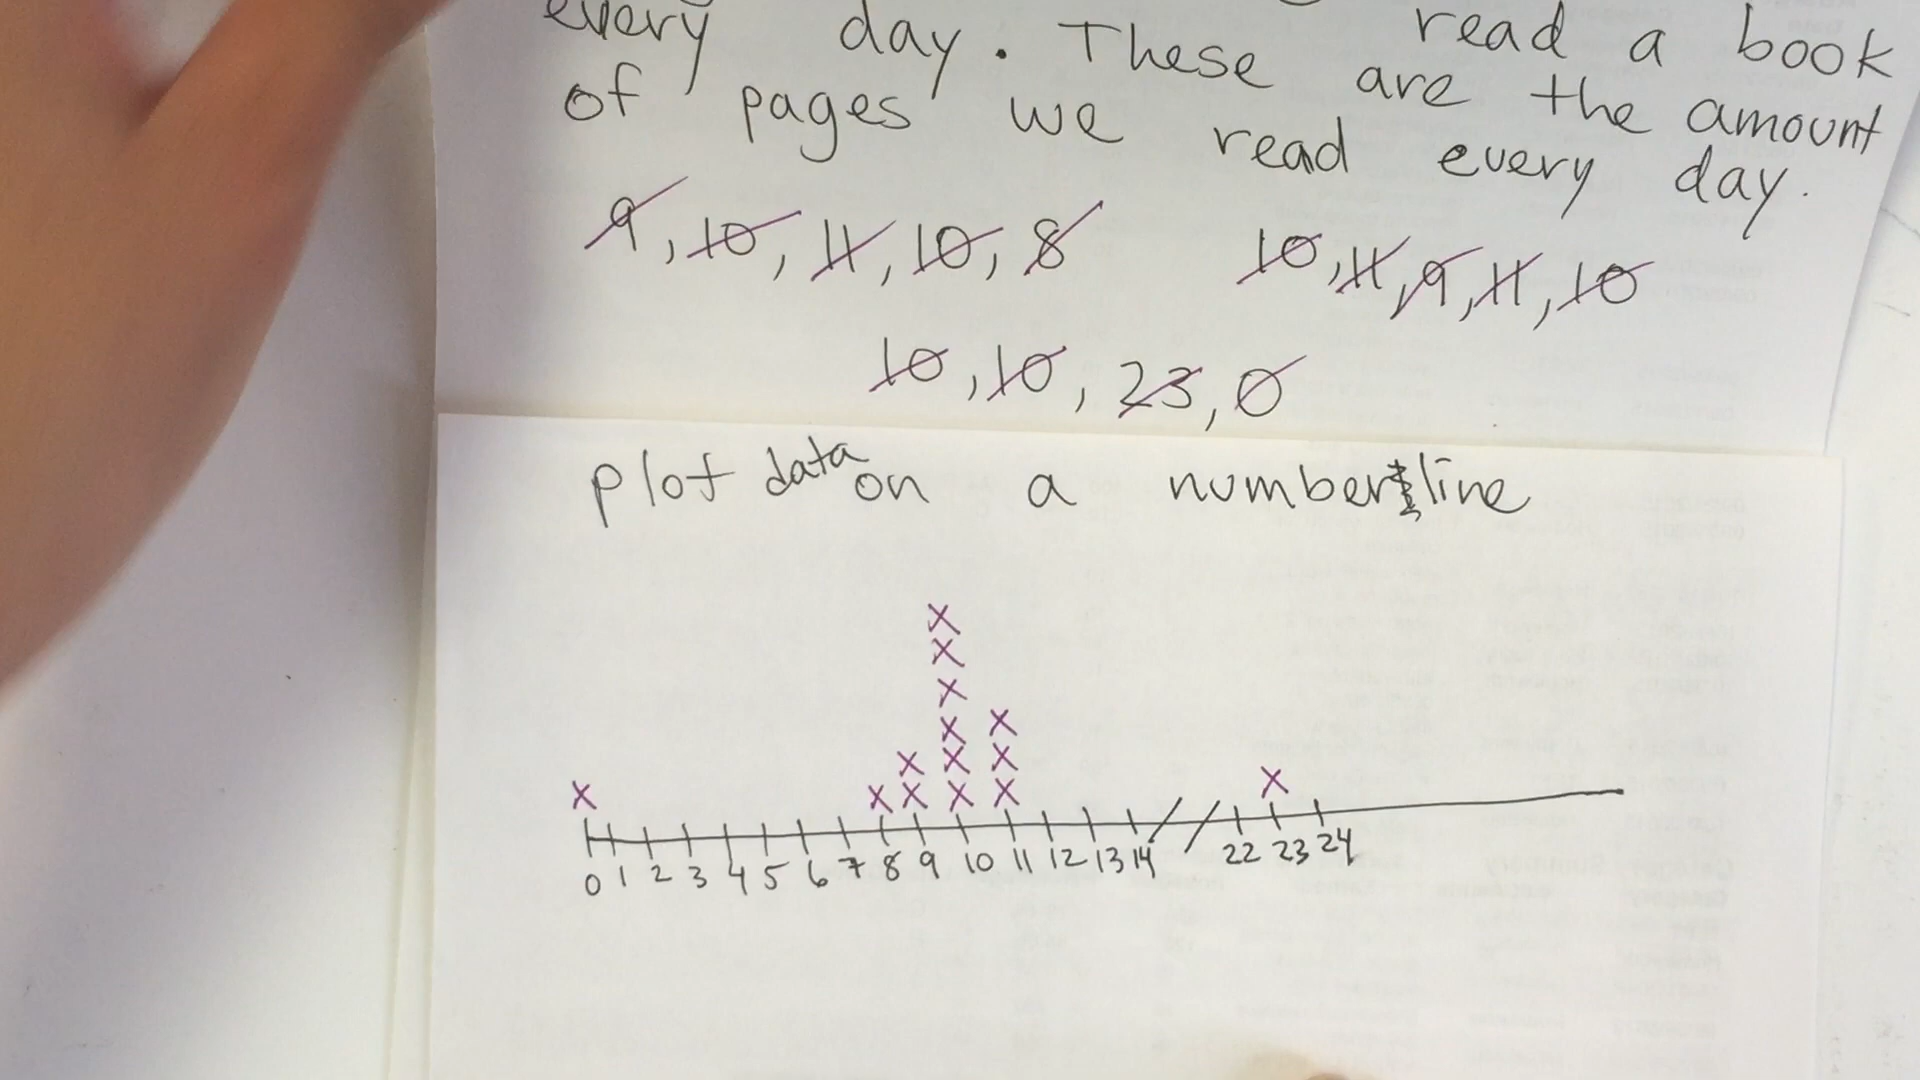 every day. These read a book
of pages we are the amount
read every day.
9, 10, 11, 10, 8 10, 11, 9, 11, 10
10, 10, 23, 0
plot data on a number line
0 1 2 3 4 5 6 7 8 9 10 11 12 13 14 22 23 24